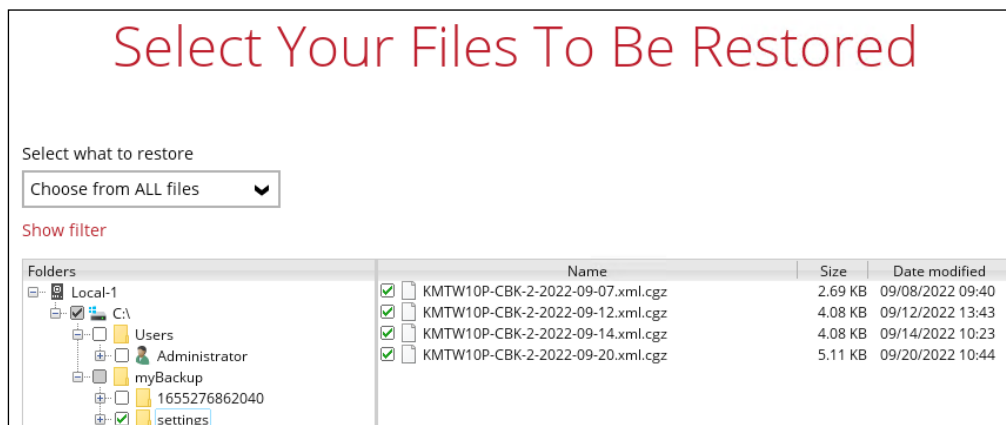 Select Your Files To Be Restored
Select what to restore
Choose from ALL files
Show filter
Folders Name Size Date modified
Local-1 KMTW10P-CBK-2-2022-09-07.xml.cgz 2.69 KB 09/08/2022 09:40
C:\ KMTW10P-CBK-2-2022-09-12.xml.cgz 4.08 KB 09/12/2022 13:43
Users KMTW10P-CBK-2-2022-09-14.xml.cgz 4.08 KB 09/14/2022 10:23
Administrator KMTW10P-CBK-2-2022-09-20.xml.cgz 5.11 KB 09/20/2022 10:44
myBackup
1655276862040
settings